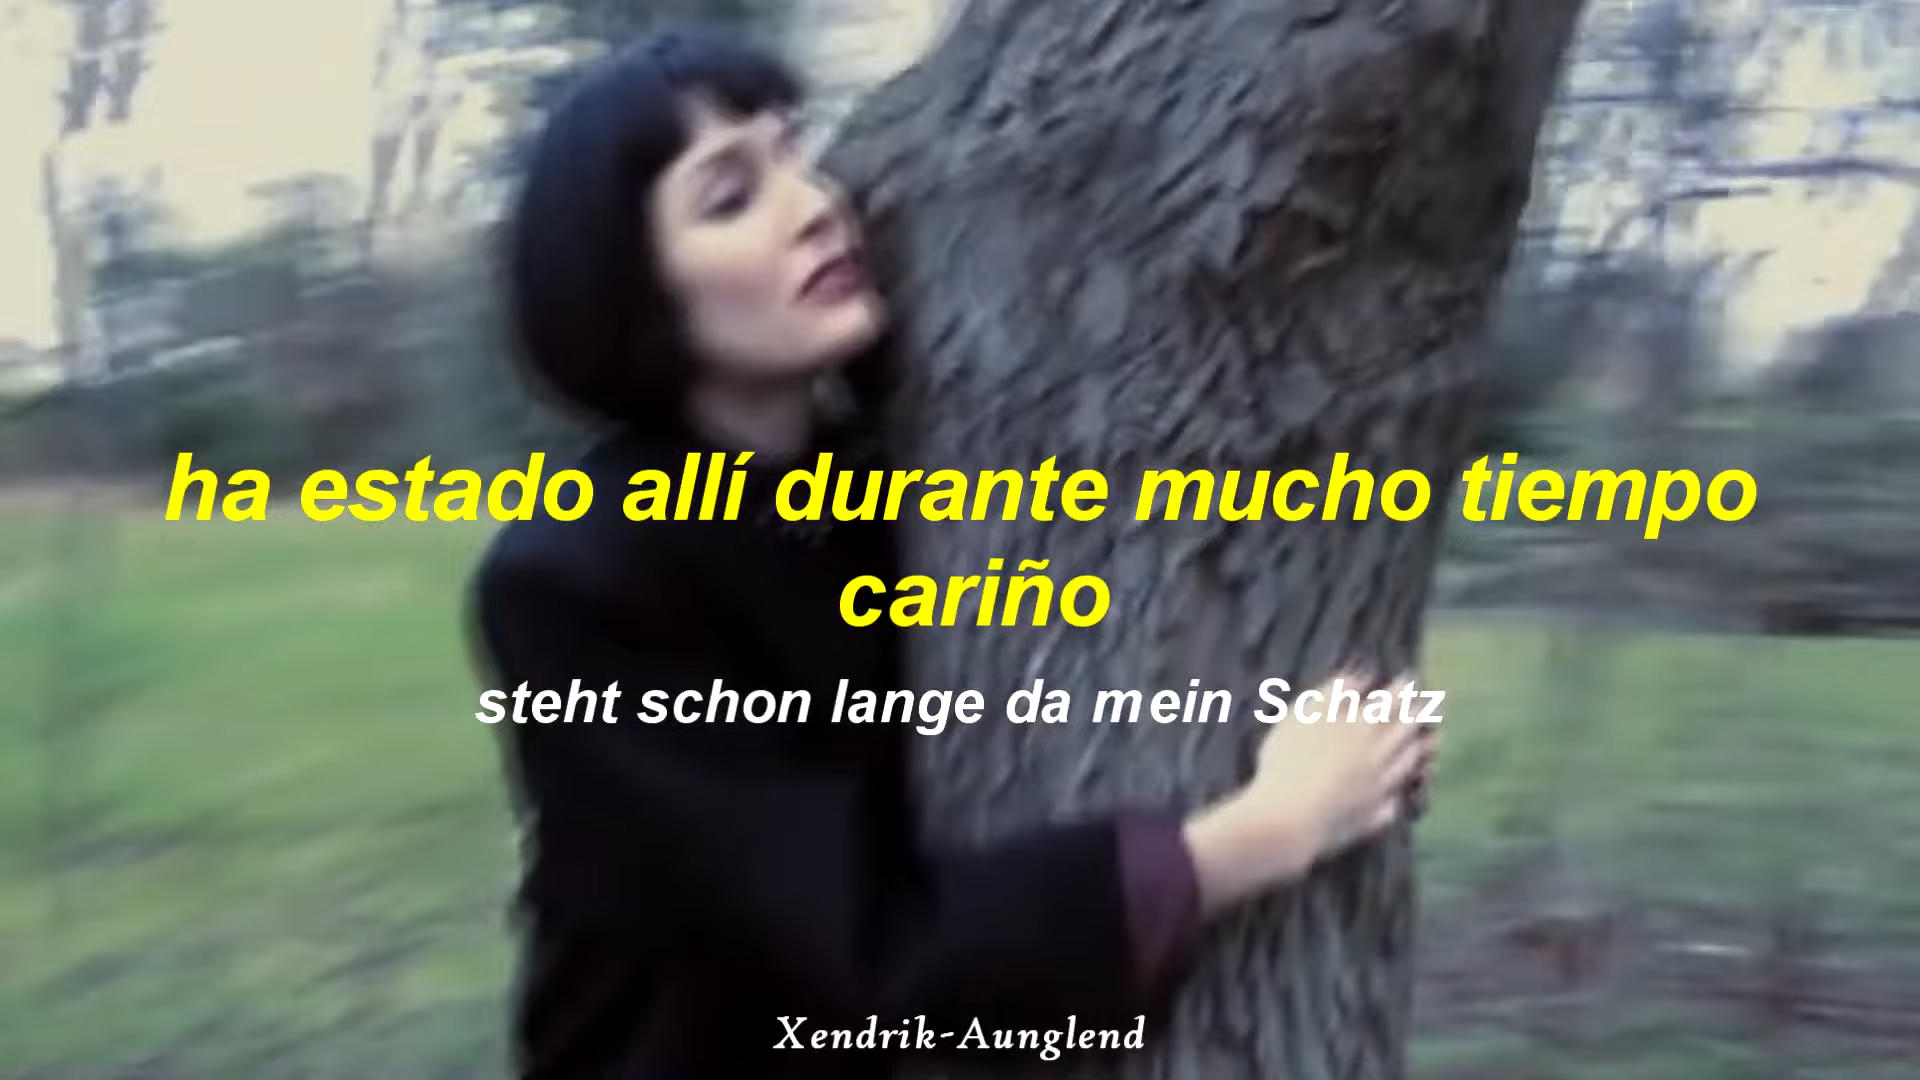 ha estado allí durante mucho tiempo
cariño
steht schon lange da mein Schatz
Xendrik-Aunglend